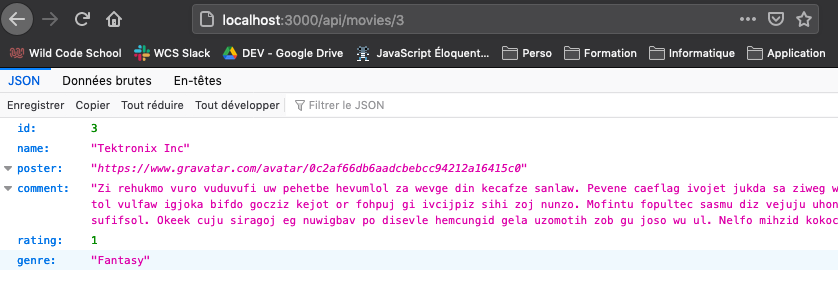 localhost:3000/api/movies/3
Wild Code School WCS Slack DEV - Google Drive JavaScript Éloquent… Perso Formation Informatique Application
JSON Données brutes En-têtes
Enregistrer Copier Tout réduire Tout développer Filtrer le JSON
id: 3
name: "Tektronix Inc"
poster: "https://www.gravatar.com/avatar/0c2af66db6aadcbebcc94212a16415c0"
comment: "Zi rehukmo vuro vuduvufi uw pehetbe hevumlol za wevge din kecafze sanlaw. Pevene caeflag ivojet jukda sa ziweg w
tol vulfaw igjoka bifdo gocziz kejot or fohpuj gi ivcijpiz sihi zoj nunzo. Mofintu fopultec sasmu diz vejuju uhon
sufifsol. Okeek cuju siragoj eg nuwigbav po disevle hemcungid gela uzomotih zob gu joso wu ul. Nelfo mihzid kokoc
rating: 1
genre: "Fantasy"